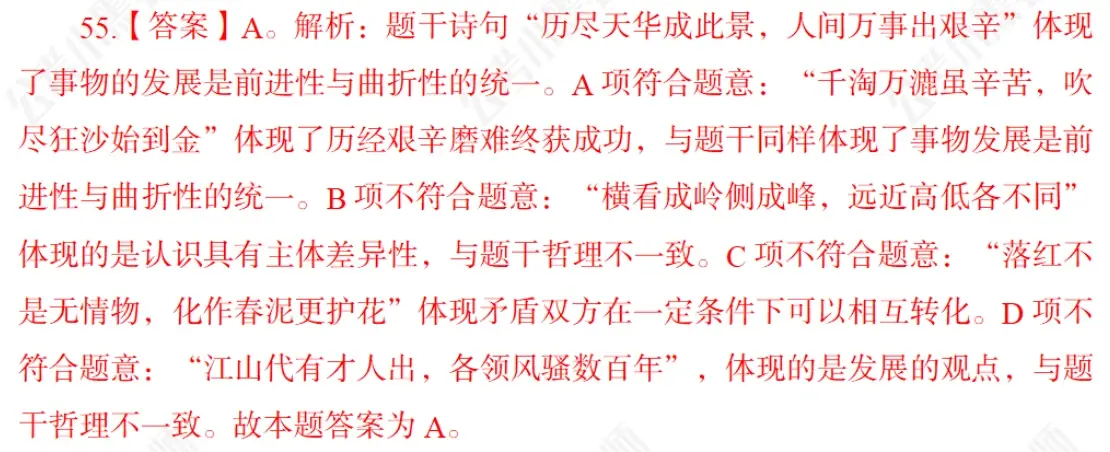 55.【答案】A。解析：题干诗句“历尽天华成此景，人间万事出艰辛”体现
了事物的发展是前进性与曲折性的统一。A 项符合题意：“千淘万漉虽辛苦，吹
尽狂沙始到金”体现了历经艰辛磨难终获成功，与题干同样体现了事物发展是前
进性与曲折性的统一。B 项不符合题意：“横看成岭侧成峰，远近高低各不同”
体现的是认识具有主体差异性，与题干哲理不一致。C 项不符合题意：“落红不
是无情物，化作春泥更护花”体现矛盾双方在一定条件下可以相互转化。D 项不
符合题意：“江山代有才人出，各领风骚数百年”，体现的是发展的观点，与题
干哲理不一致。故本题答案为 A。